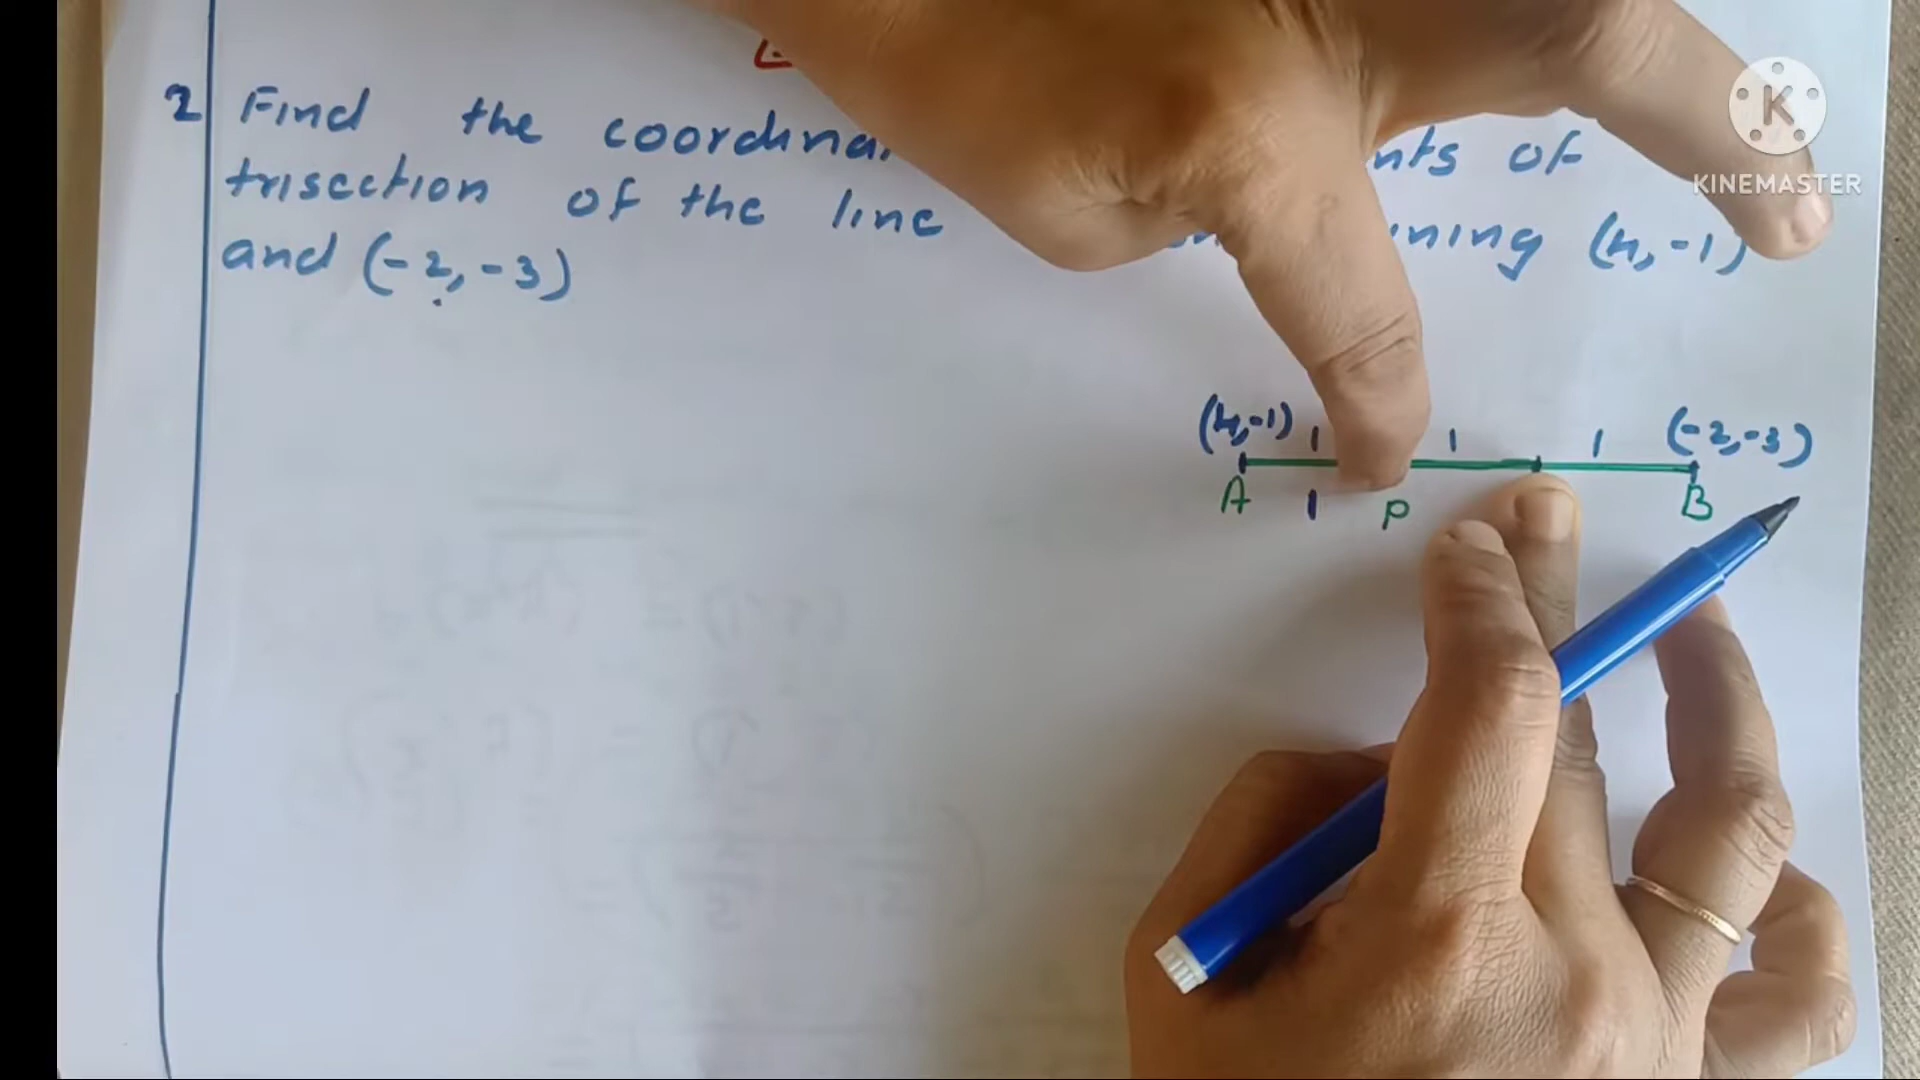 2 Find the coordina nts of
trisection of the line ning (4,-1)
and (-2,-3)
K
KINEMASTER
(4,-1) 1 1 1 (-2,-3)
A 1 P B